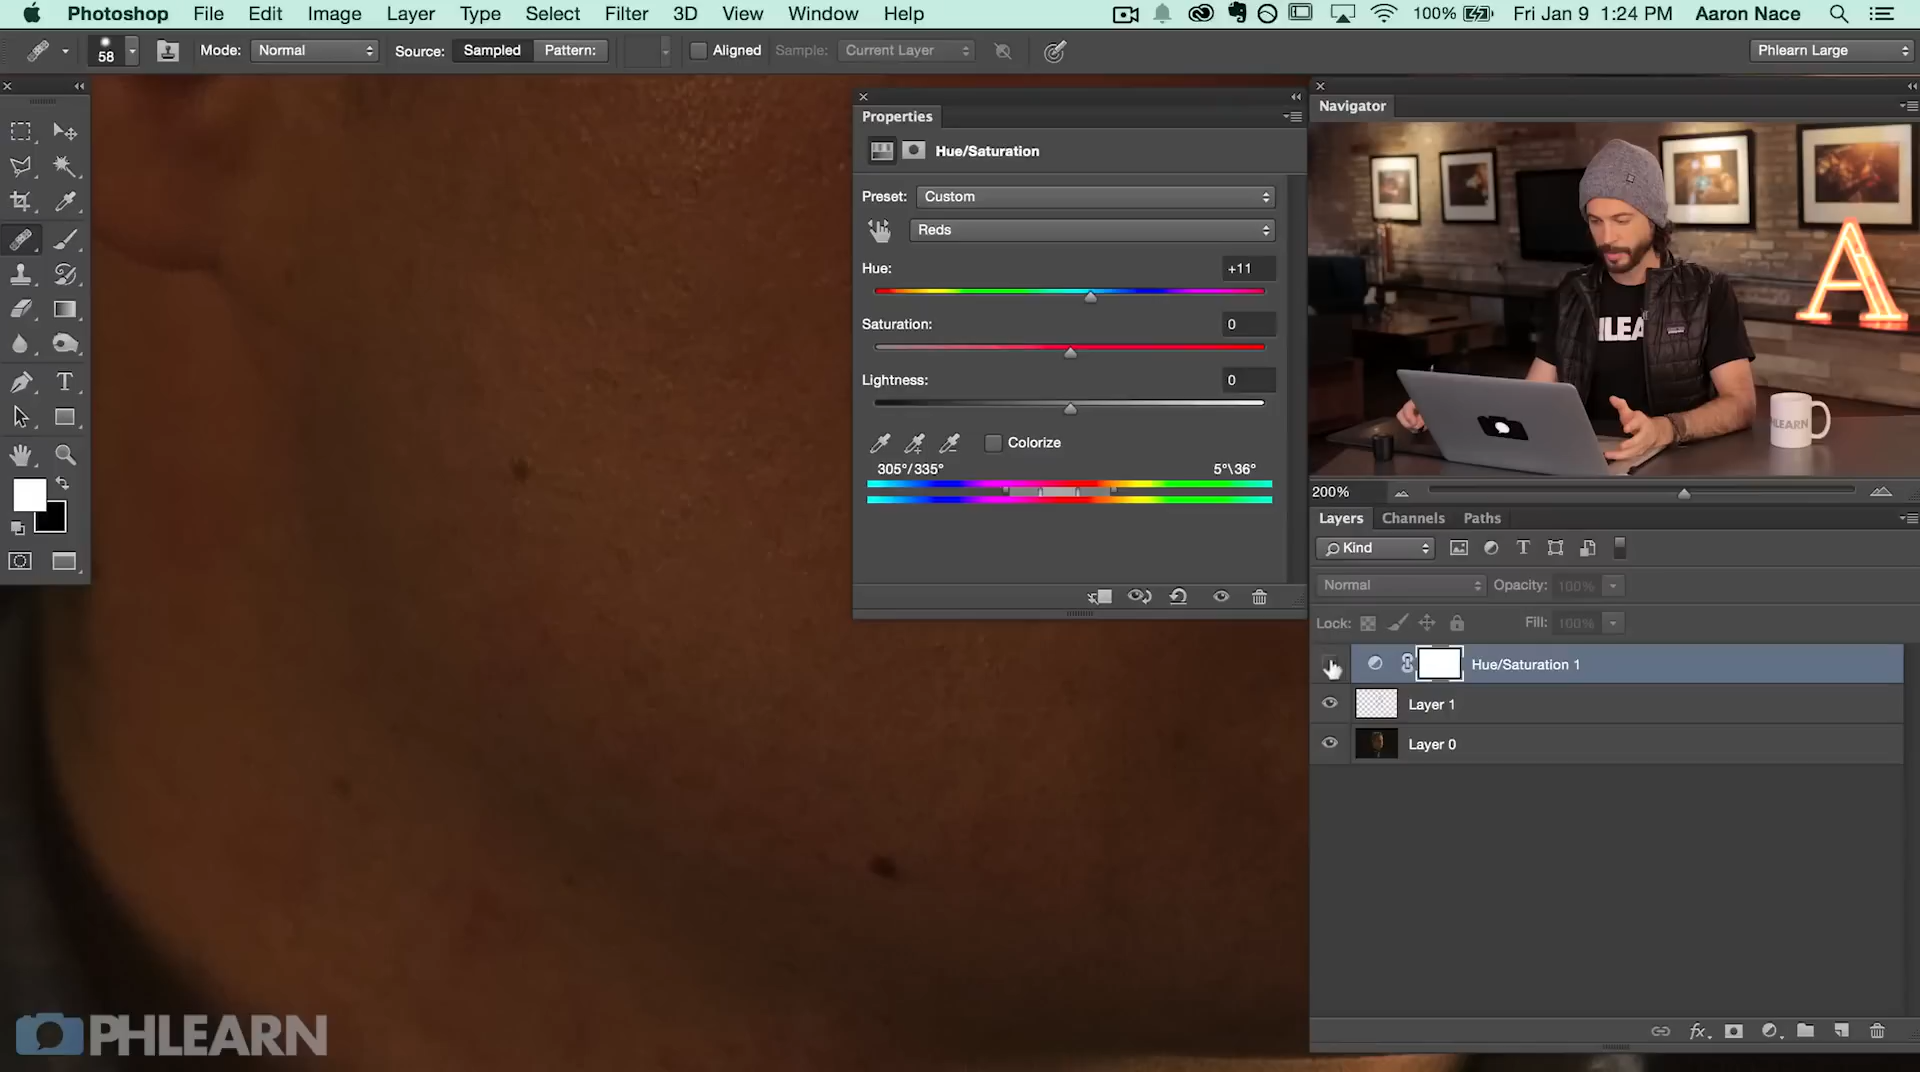 Photoshop File Edit Image Layer Type Select Filter 3D View Window Help 100% Fri Jan 9 1:24 PM Aaron Nace
58 Mode: Normal Source: Sampled Pattern: Aligned Sample: Current Layer Phlearn Large
Properties
Hue/Saturation
Preset: Custom
Reds
Hue: +11
Saturation: 0
Lightness: 0
Colorize
305°/335° 5°\36°
Navigator
PHLEARN
A
200%
Layers Channels Paths
Kind
Normal Opacity: 100%
Lock: Fill: 100%
Hue/Saturation 1
Layer 1
Layer 0
fx
T
PHLEARN